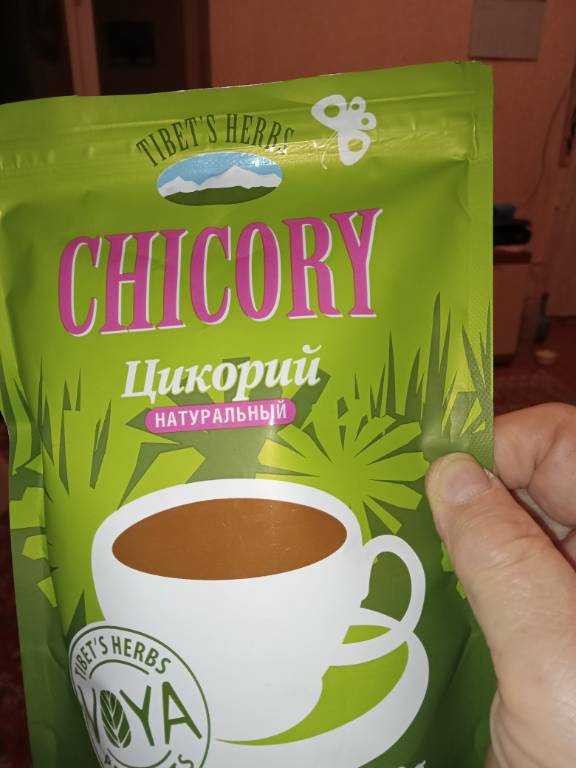 TIBET'S HERBS
CHICORY
Цикорий
НАТУРАЛЬНЫЙ
TIBET'S HERBS
VOYA